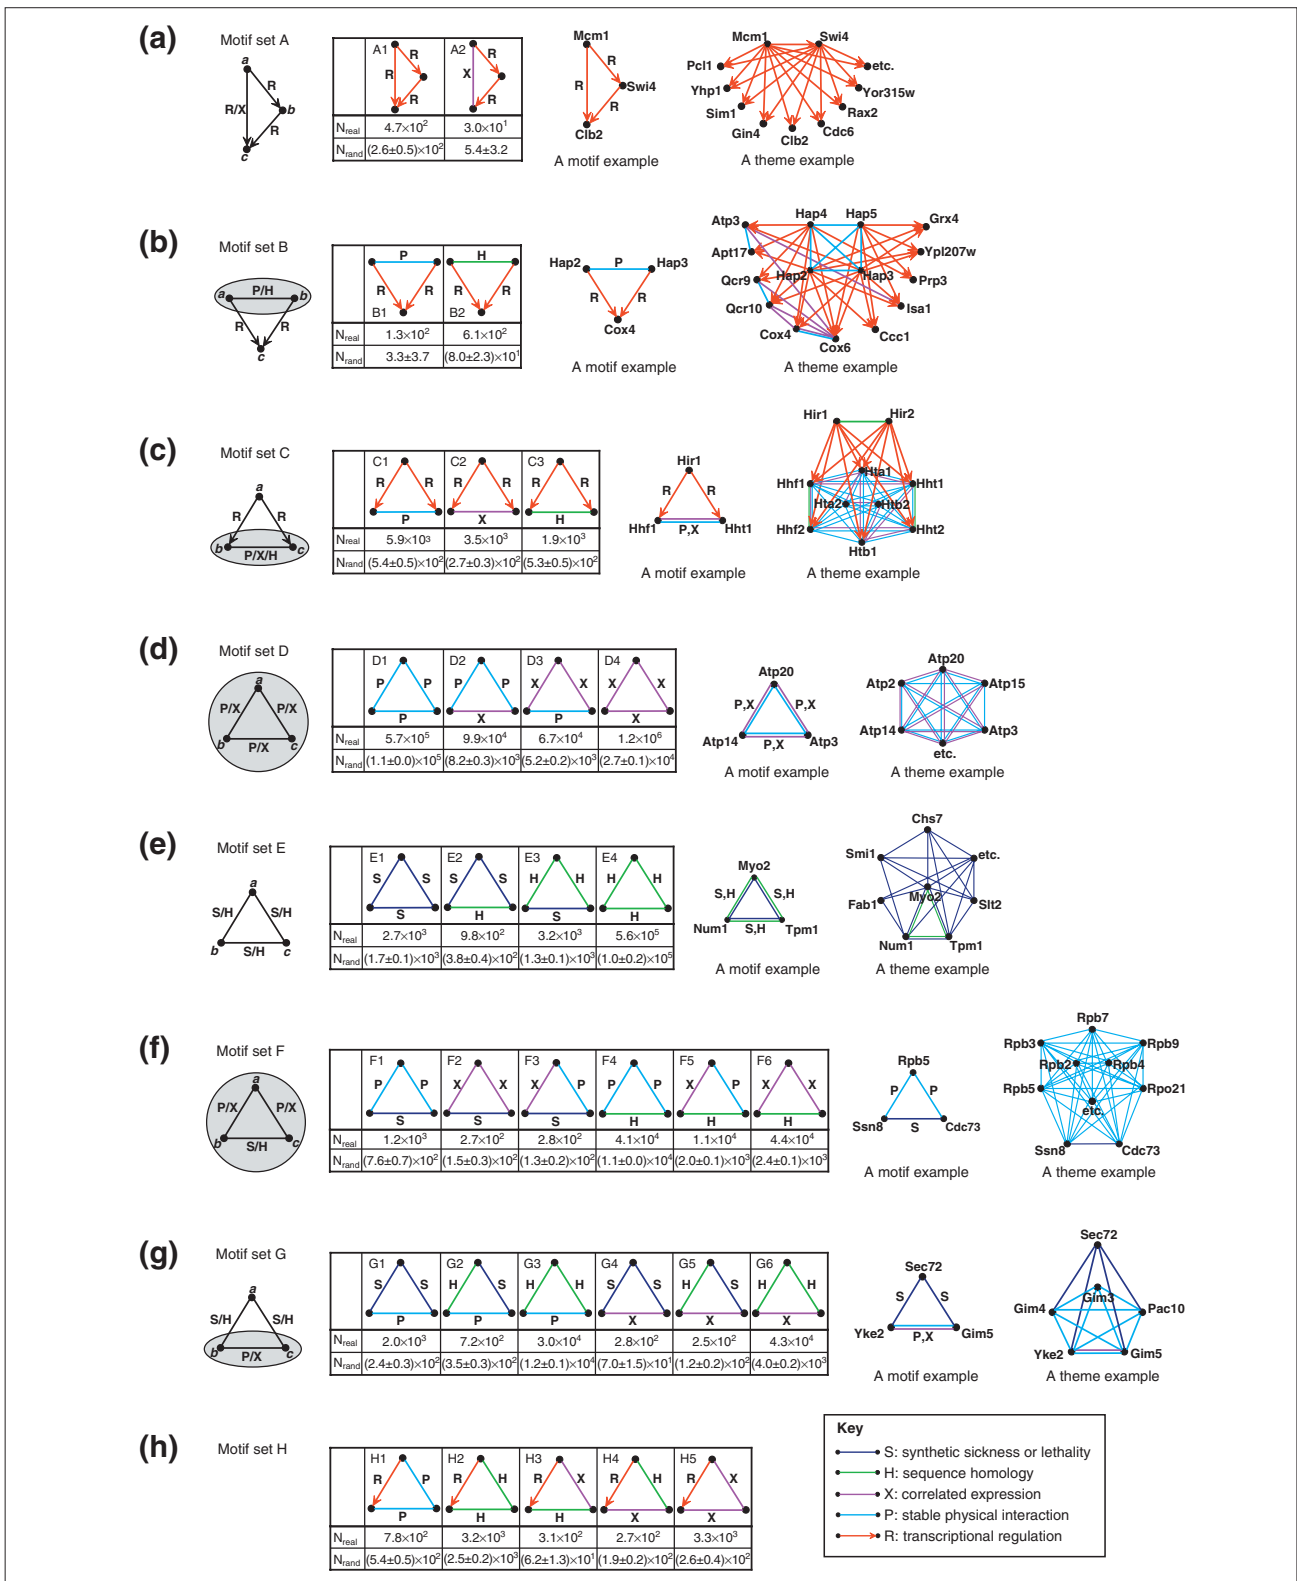 (a)
Motif set A
a
R
R/X
b
R
c
A1 A2
R R R X R R
N_real 4.7×10² 3.0×10¹
N_rand (2.6±0.5)×10² 5.4±3.2
Mcm1
R
R
Swi4
R
Clb2
A motif example
Mcm1 Swi4
Pcl1 etc.
Yhp1 Yor315w
Sim1 Rax2
Gin4 Cdc6
Clb2
A theme example
(b)
Motif set B
P/H
a b
R R
c
P H
R R R R
B1 B2
N_real 1.3×10² 6.1×10²
N_rand 3.3±3.7 (8.0±2.3)×10¹
Hap2 P Hap3
R R
Cox4
A motif example
Atp3 Hap4 Hap5 Grx4
Apt17 Ypl207w
Qcr9 Hap2 Hap3 Prp3
Qcr10 Isa1
Cox4 Ccc1
Cox6
A theme example
(c)
Motif set C
a
R R
b P/X/H c
C1 C2 C3
R R R R R R
P X H
N_real 5.9×10³ 3.5×10³ 1.9×10³
N_rand (5.4±0.5)×10² (2.7±0.3)×10² (5.3±0.5)×10²
Hir1
R R
Hhf1 P,X Hht1
A motif example
Hir1 Hir2
Hta1
Hhf1 Hht1
Hta2 Htb2
Hhf2 Hht2
Htb1
A theme example
(d)
Motif set D
a
P/X P/X
b P/X c
D1 D2 D3 D4
P P P P X X X X
P X P X
N_real 5.7×10⁵ 9.9×10⁴ 6.7×10⁴ 1.2×10⁶
N_rand (1.1±0.0)×10⁵ (8.2±0.3)×10³ (5.2±0.2)×10³ (2.7±0.1)×10⁴
Atp20
P,X P,X
Atp14 P,X Atp3
A motif example
Atp20
Atp2 Atp15
Atp14 Atp3
etc.
A theme example
(e)
Motif set E
a
S/H S/H
b S/H c
E1 E2 E3 E4
S S S S H H H H
S H S H
N_real 2.7×10³ 9.8×10² 3.2×10³ 5.6×10⁵
N_rand (1.7±0.1)×10³ (3.8±0.4)×10² (1.3±0.1)×10³ (1.0±0.2)×10⁵
Myo2
S,H S,H
Num1 S,H Tpm1
A motif example
Chs7
Smi1 etc.
Myo2
Fab1 Slt2
Num1 Tpm1
A theme example
(f)
Motif set F
a
P/X P/X
b S/H c
F1 F2 F3 F4 F5 F6
P P X X X P P P X P X X
S S S H H H
N_real 1.2×10³ 2.7×10² 2.8×10² 4.1×10⁴ 1.1×10⁴ 4.4×10⁴
N_rand (7.6±0.7)×10² (1.5±0.3)×10² (1.3±0.2)×10² (1.1±0.0)×10⁴ (2.0±0.1)×10³ (2.4±0.1)×10³
Rpb5
P P
Ssn8 S Cdc73
A motif example
Rpb7
Rpb3 Rpb9
Rpb2 Rpb4
Rpb5 Rpo21
etc.
Ssn8 Cdc73
A theme example
(g)
Motif set G
a
S/H S/H
b P/X c
G1 G2 G3 G4 G5 G6
S S H S H H S S H S H H
P P P X X X
N_real 2.0×10³ 7.2×10² 3.0×10⁴ 2.8×10² 2.5×10² 4.3×10⁴
N_rand (2.4±0.3)×10² (3.5±0.3)×10² (1.2±0.1)×10⁴ (7.0±1.5)×10¹ (1.2±0.2)×10² (4.0±0.2)×10³
Sec72
S S
Yke2 P,X Gim5
A motif example
Sec72
Gim3
Gim4 Pac10
Yke2 Gim5
A theme example
(h)
Motif set H
H1 H2 H3 H4 H5
R P R H R X R H R X
P H H X X
N_real 7.8×10² 3.2×10³ 3.1×10² 2.7×10² 3.3×10³
N_rand (5.4±0.5)×10² (2.5±0.2)×10³ (6.2±1.3)×10¹ (1.9±0.2)×10² (2.6±0.4)×10²
Key
S: synthetic sickness or lethality
H: sequence homology
X: correlated expression
P: stable physical interaction
R: transcriptional regulation